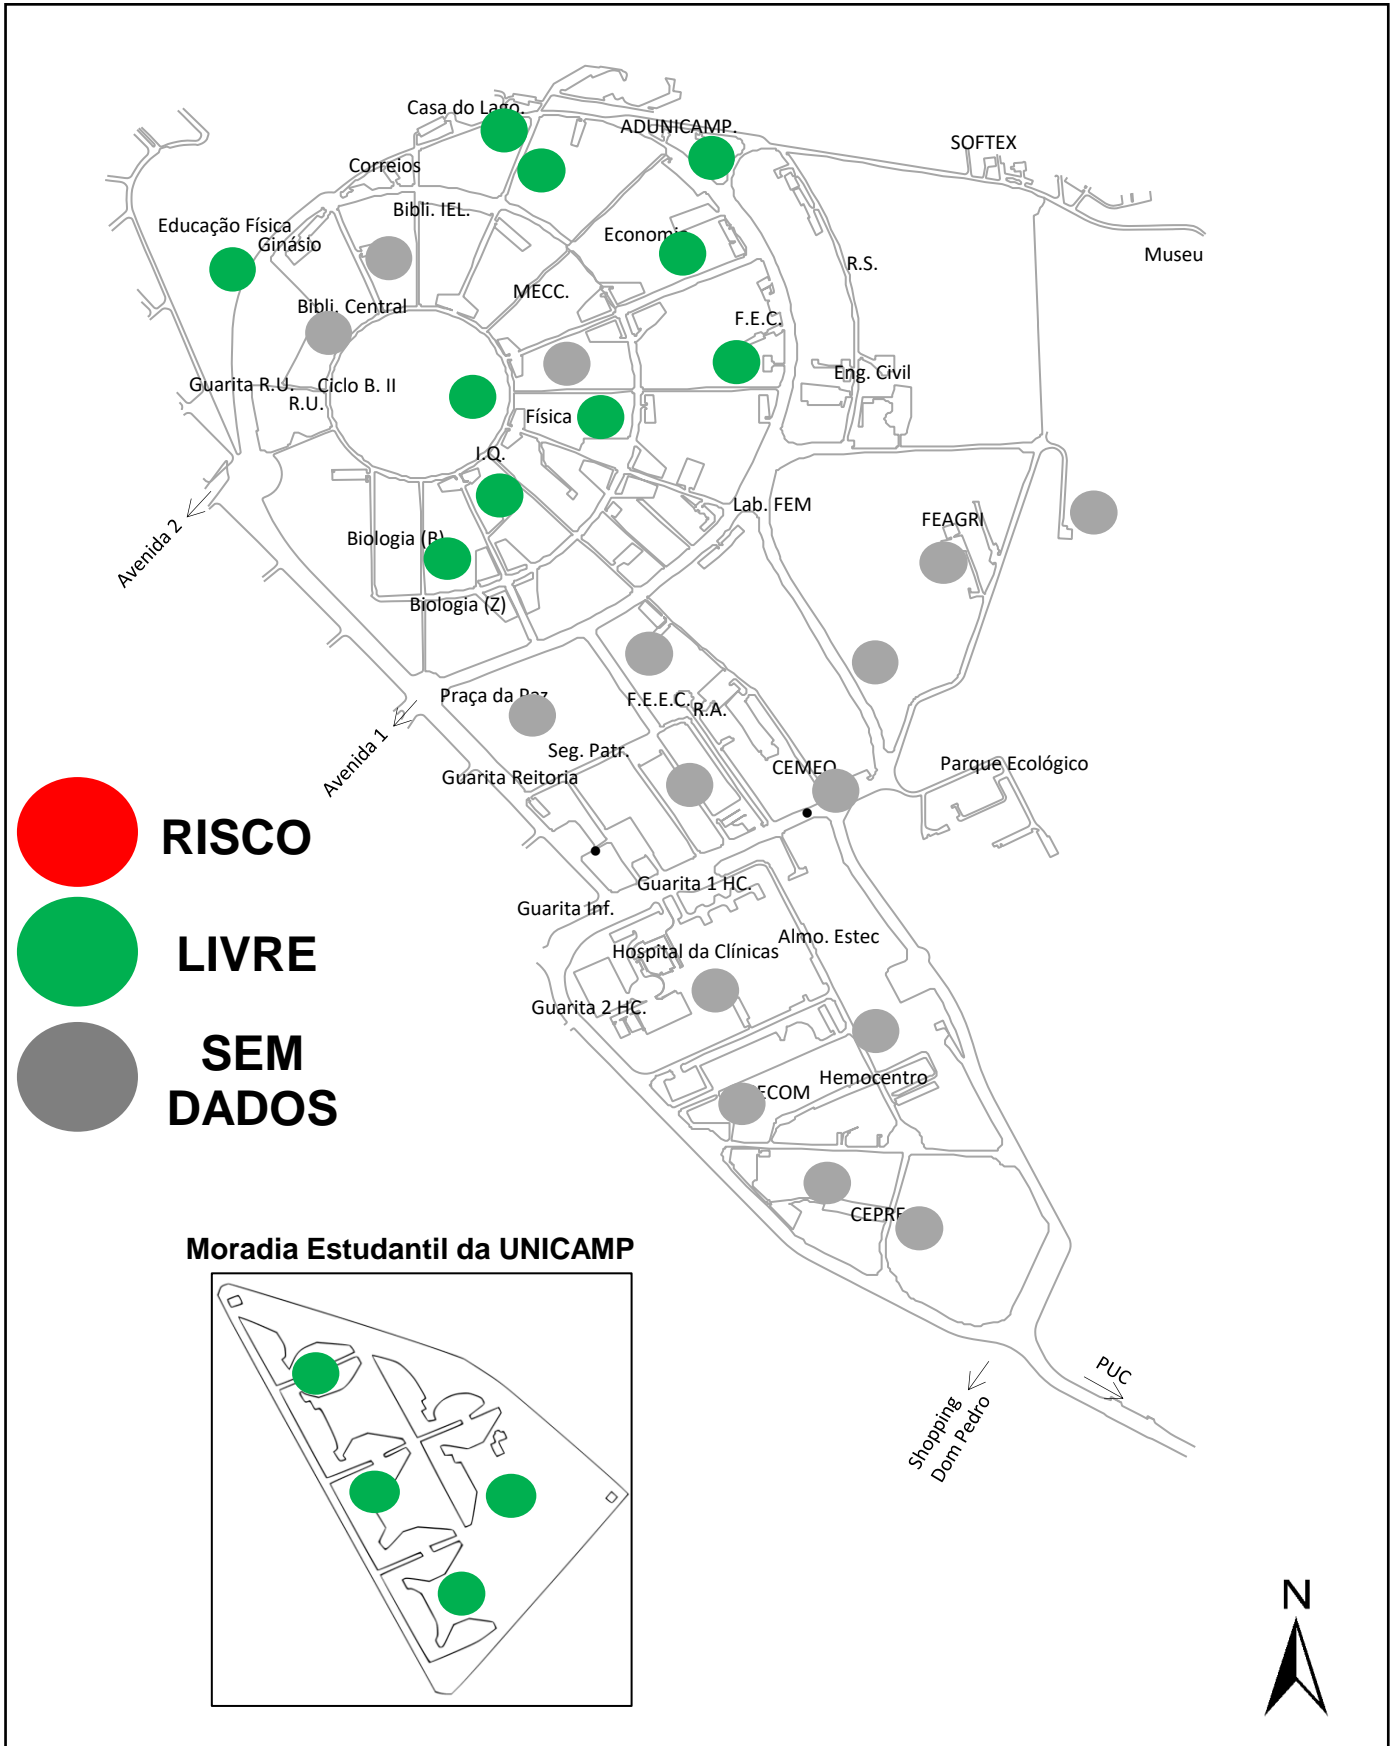 Casa do Lago.
ADUNICAMP.
SOFTEX
Correios
Bibli. IEL.
Educação Física
Ginásio
Economia
Museu
R.S.
MECC.
Bibli. Central
F.E.C.
Eng. Civil
Guarita R.U.
Ciclo B. II
R.U.
Física
I.Q.
Lab. FEM
FEAGRI
Avenida 2
Biologia (B)
Biologia (Z)
Praça da Paz
F.E.E.C.
R.A.
Avenida 1
Seg. Patr.
Guarita Reitoria
CEMEQ
Parque Ecológico
RISCO
Guarita 1 HC.
Guarita Inf.
Almo. Estec
LIVRE
Hospital da Clínicas
Guarita 2 HC.
SEM
DADOS
Hemocentro
ECOM
CEPRE
Moradia Estudantil da UNICAMP
PUC
Shopping
Dom Pedro
N